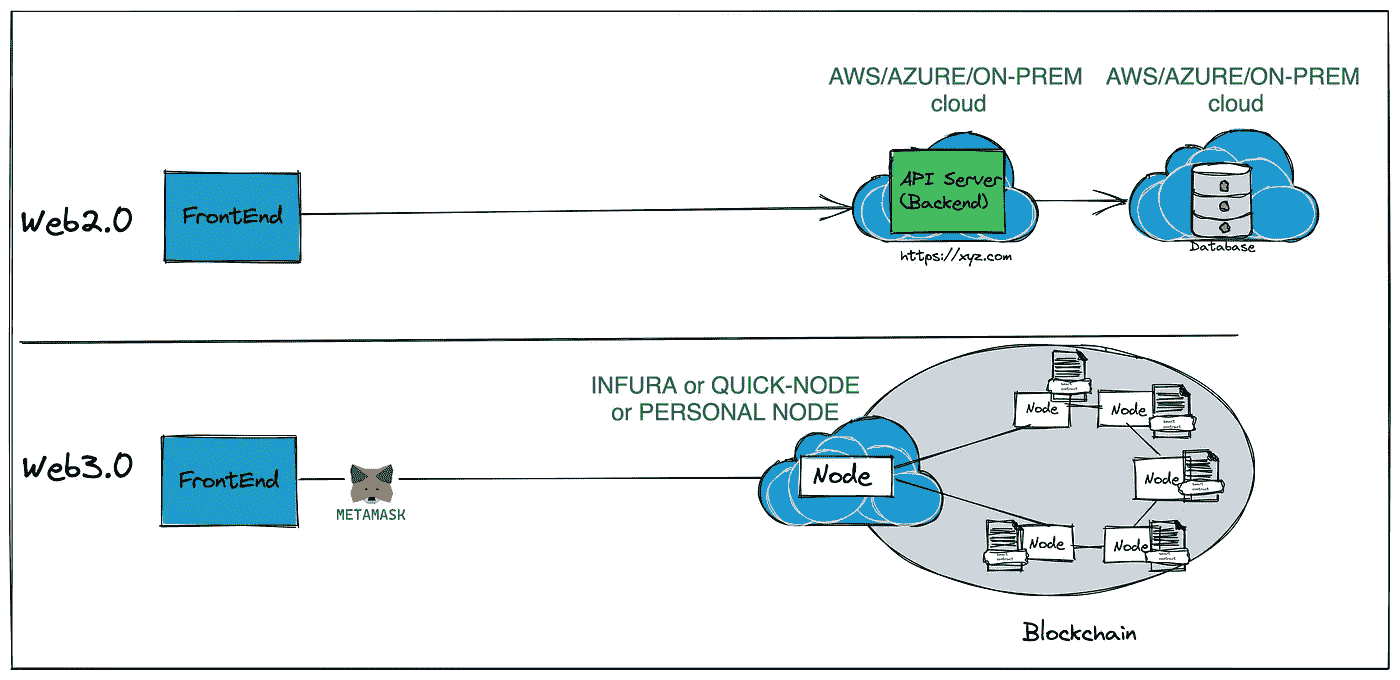 AWS/AZURE/ON-PREM
cloud
AWS/AZURE/ON-PREM
cloud
Web2.0
FrontEnd
API Server
(Backend)
https://xyz.com
Database
INFURA or QUICK-NODE
or PERSONAL NODE
Web3.0
FrontEnd
METAMASK
Node
Node
smart
contract
Node
smart
contract
Node
smart
contract
Node
smart
contract
Node
smart
contract
Blockchain